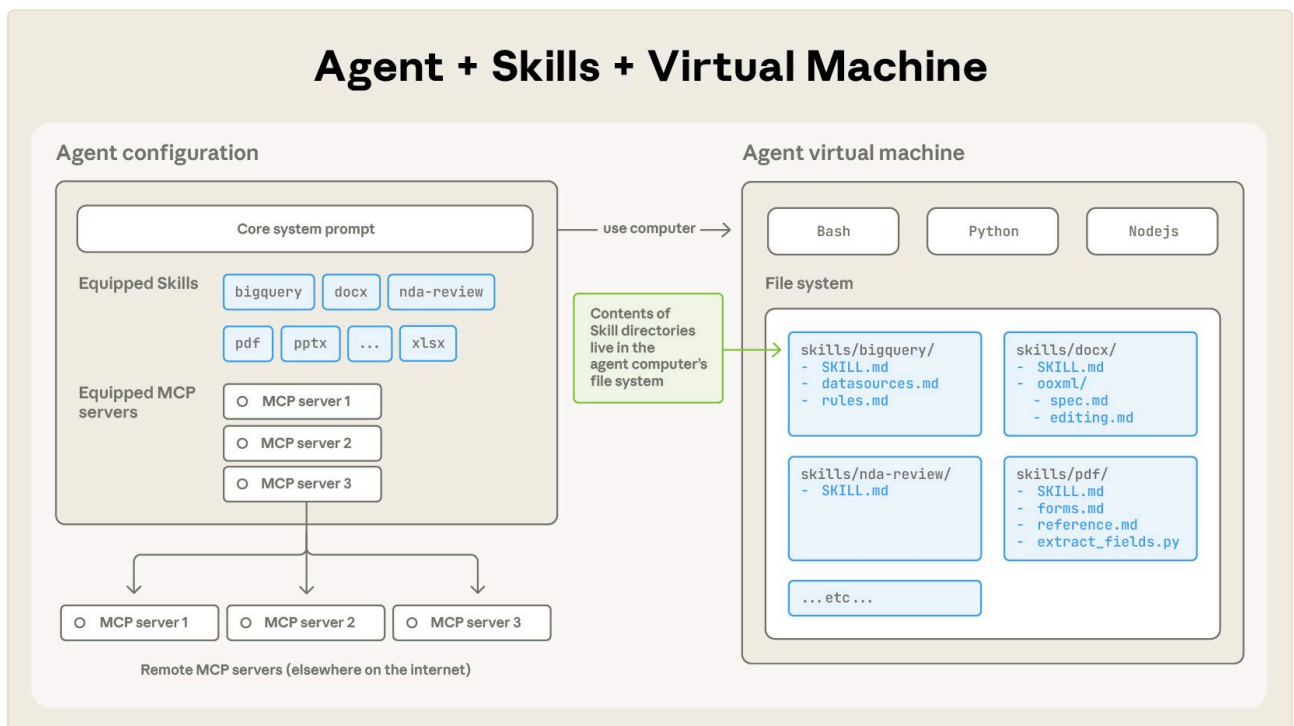 Agent + Skills + Virtual Machine
Agent configuration
Core system prompt
Equipped Skills
bigquery
docx
nda-review
pdf
pptx
...
xlsx
Equipped MCP
servers
MCP server 1
MCP server 2
MCP server 3
MCP server 1
MCP server 2
MCP server 3
Remote MCP servers (elsewhere on the internet)
use computer
Contents of
Skill directories
live in the
agent computer's
file system
Agent virtual machine
Bash
Python
Nodejs
File system
skills/bigquery/
- SKILL.md
- datasources.md
- rules.md
skills/docx/
- SKILL.md
- ooxml/
- spec.md
- editing.md
skills/nda-review/
- SKILL.md
skills/pdf/
- SKILL.md
- forms.md
- reference.md
- extract_fields.py
...etc...